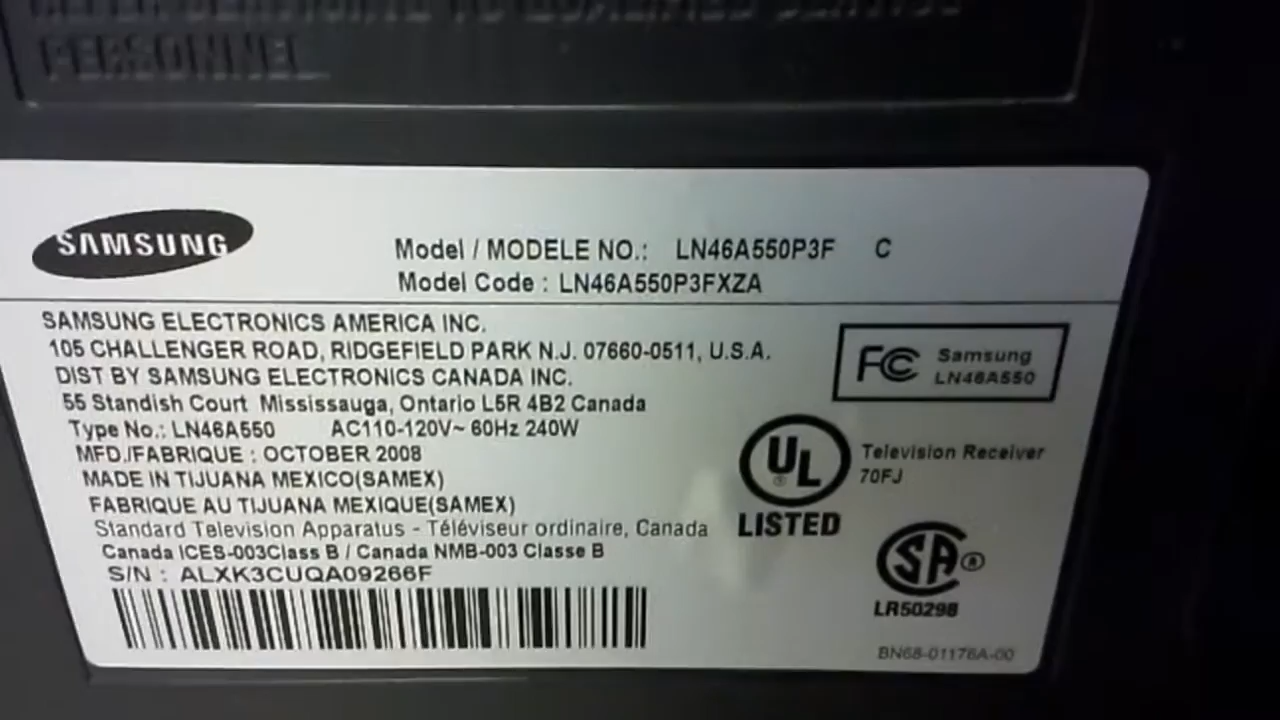 PERSONNEL
SAMSUNG
Model / MODELE NO.: LN46A550P3F C
Model Code : LN46A550P3FXZA
SAMSUNG ELECTRONICS AMERICA INC.
105 CHALLENGER ROAD, RIDGEFIELD PARK N.J. 07660-0511, U.S.A.
DIST BY SAMSUNG ELECTRONICS CANADA INC.
55 Standish Court Mississauga, Ontario L5R 4B2 Canada
Type No.: LN46A550 AC110-120V~ 60Hz 240W
MFD./FABRIQUE : OCTOBER 2008
MADE IN TIJUANA MEXICO(SAMEX)
FABRIQUE AU TIJUANA MEXIQUE(SAMEX)
Standard Television Apparatus - Téléviseur ordinaire, Canada
Canada ICES-003Class B / Canada NMB-003 Classe B
S/N : ALXK3CUQA09266F
FC Samsung
LN46A550
UL ®
LISTED
Television Receiver
70FJ
SA ®
LR50298
BN68-01176A-00